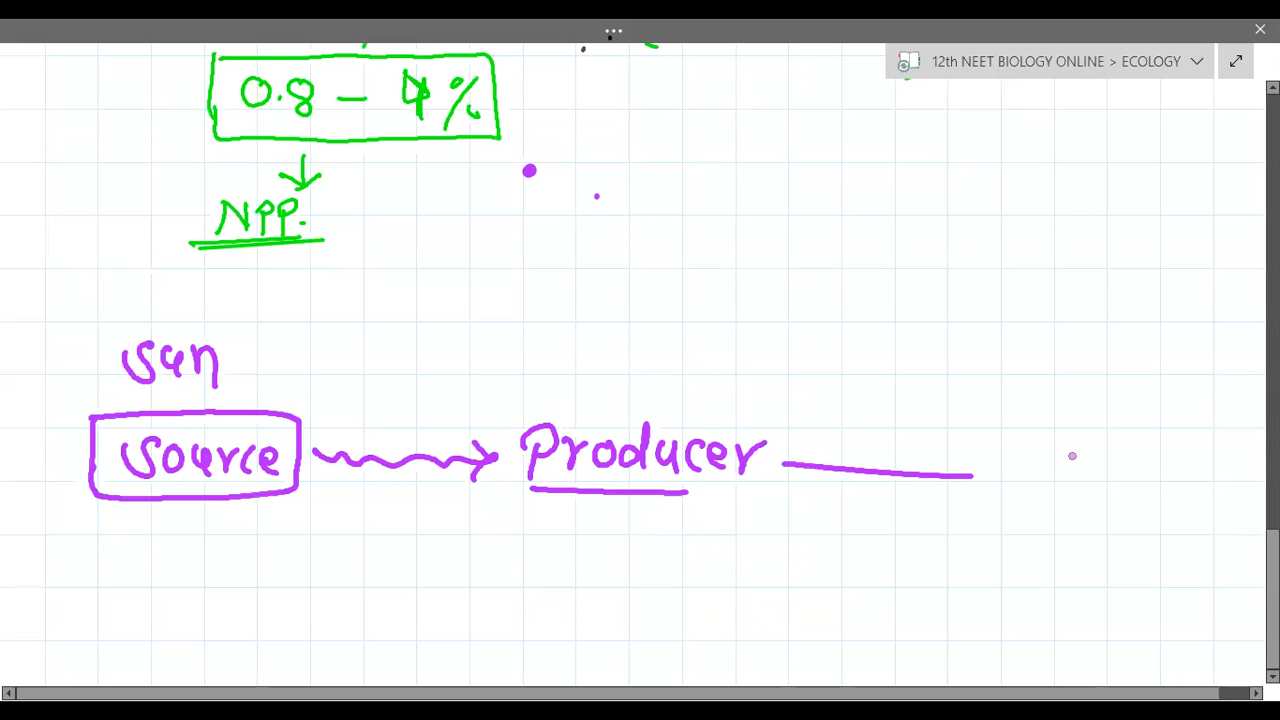 12th NEET BIOLOGY ONLINE > ECOLOGY
0.8 - 4%
NPP.
sun
source
Producer